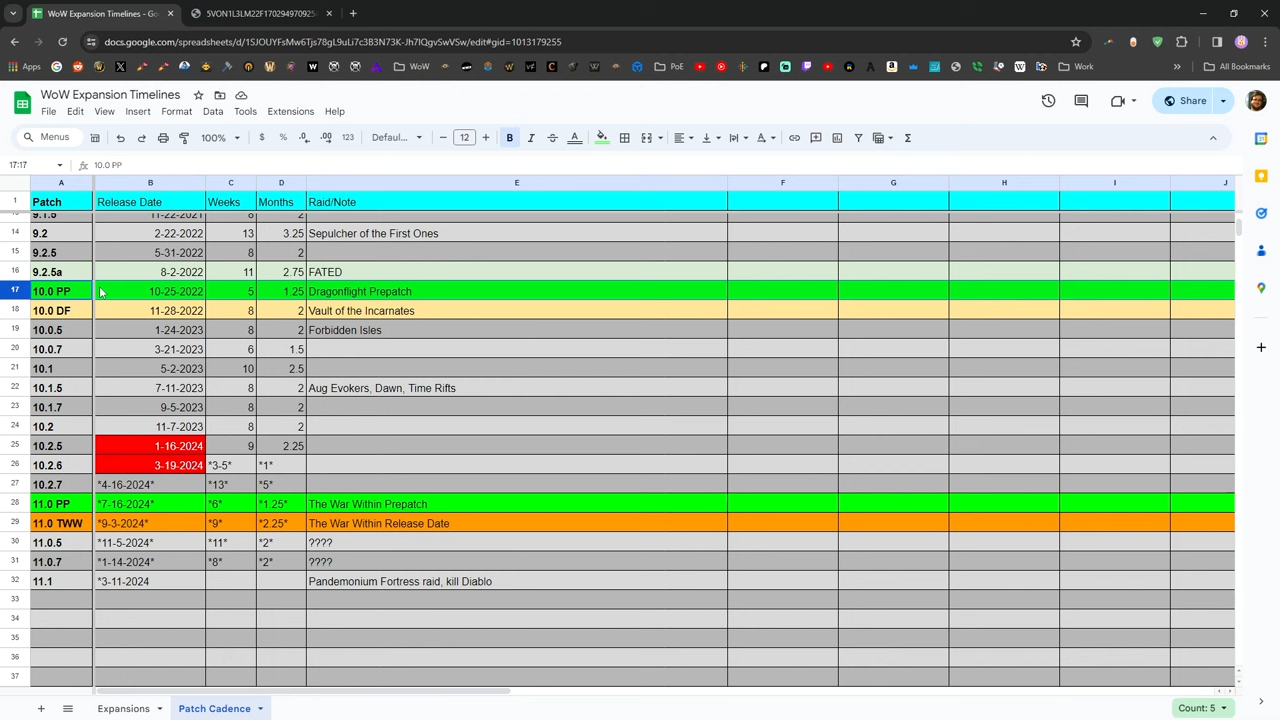 WoW Expansion Timelines - Go
5VON1L3LM22F170294970925
docs.google.com/spreadsheets/d/1SJOUYFsMw6Tjs78gL9uLi7c3B3N73K-Jh7IQgvSwVSw/edit#gid=1013179255
Apps WoW PoE Work All Bookmarks
WoW Expansion Timelines
File Edit View Insert Format Data Tools Extensions Help
Share
Menus 100% $ % .0 .00 123 Defaul... 12 B I A
17:17 fx 10.0 PP
A B C D E F G H I J
1 Patch Release Date Weeks Months Raid/Note
9.1.5 11-22-2021 8 2
14 9.2 2-22-2022 13 3.25 Sepulcher of the First Ones
15 9.2.5 5-31-2022 8 2
16 9.2.5a 8-2-2022 11 2.75 FATED
17 10.0 PP 10-25-2022 5 1.25 Dragonflight Prepatch
18 10.0 DF 11-28-2022 8 2 Vault of the Incarnates
19 10.0.5 1-24-2023 8 2 Forbidden Isles
20 10.0.7 3-21-2023 6 1.5
21 10.1 5-2-2023 10 2.5
22 10.1.5 7-11-2023 8 2 Aug Evokers, Dawn, Time Rifts
23 10.1.7 9-5-2023 8 2
24 10.2 11-7-2023 8 2
25 10.2.5 1-16-2024 9 2.25
26 10.2.6 3-19-2024 *3-5* *1*
27 10.2.7 *4-16-2024* *13* *5*
28 11.0 PP *7-16-2024* *6* *1.25* The War Within Prepatch
29 11.0 TWW *9-3-2024* *9* *2.25* The War Within Release Date
30 11.0.5 *11-5-2024* *11* *2* ????
31 11.0.7 *1-14-2024* *8* *2* ????
32 11.1 *3-11-2024 Pandemonium Fortress raid, kill Diablo
33
34
35
36
37
Expansions Patch Cadence Count: 5